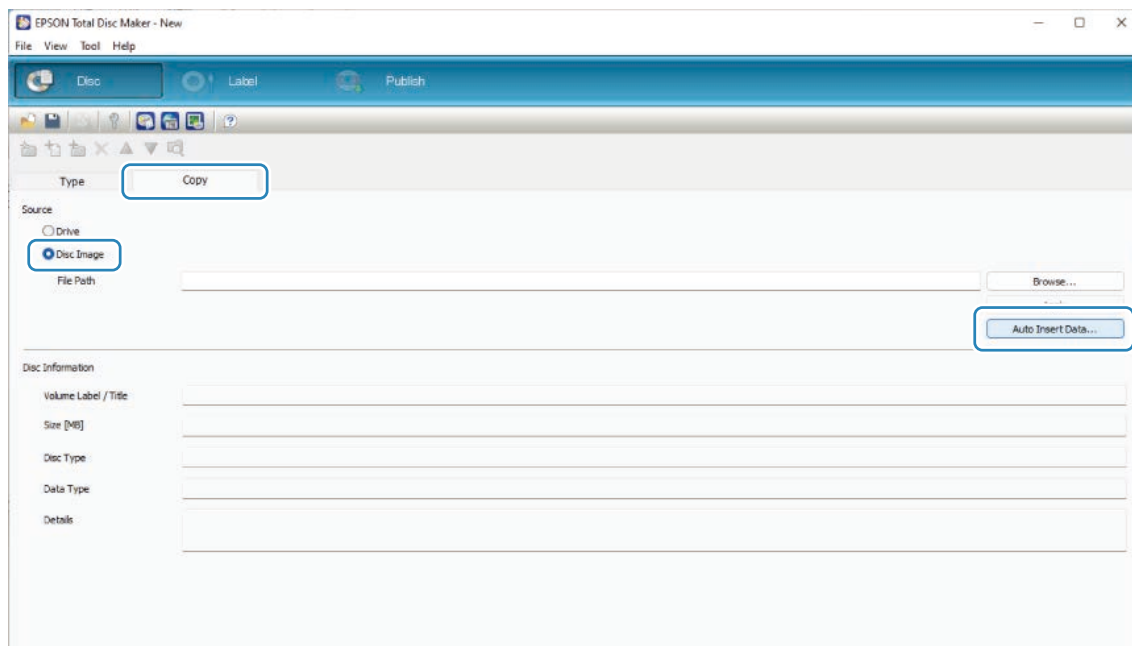 EPSON Total Disc Maker - New
File View Tool Help
Disc Label Publish
Type Copy
Source
Drive
Disc Image
File Path Browse...
Auto Insert Data...
Disc Information
Volume Label / Title
Size [MB]
Disc Type
Data Type
Details